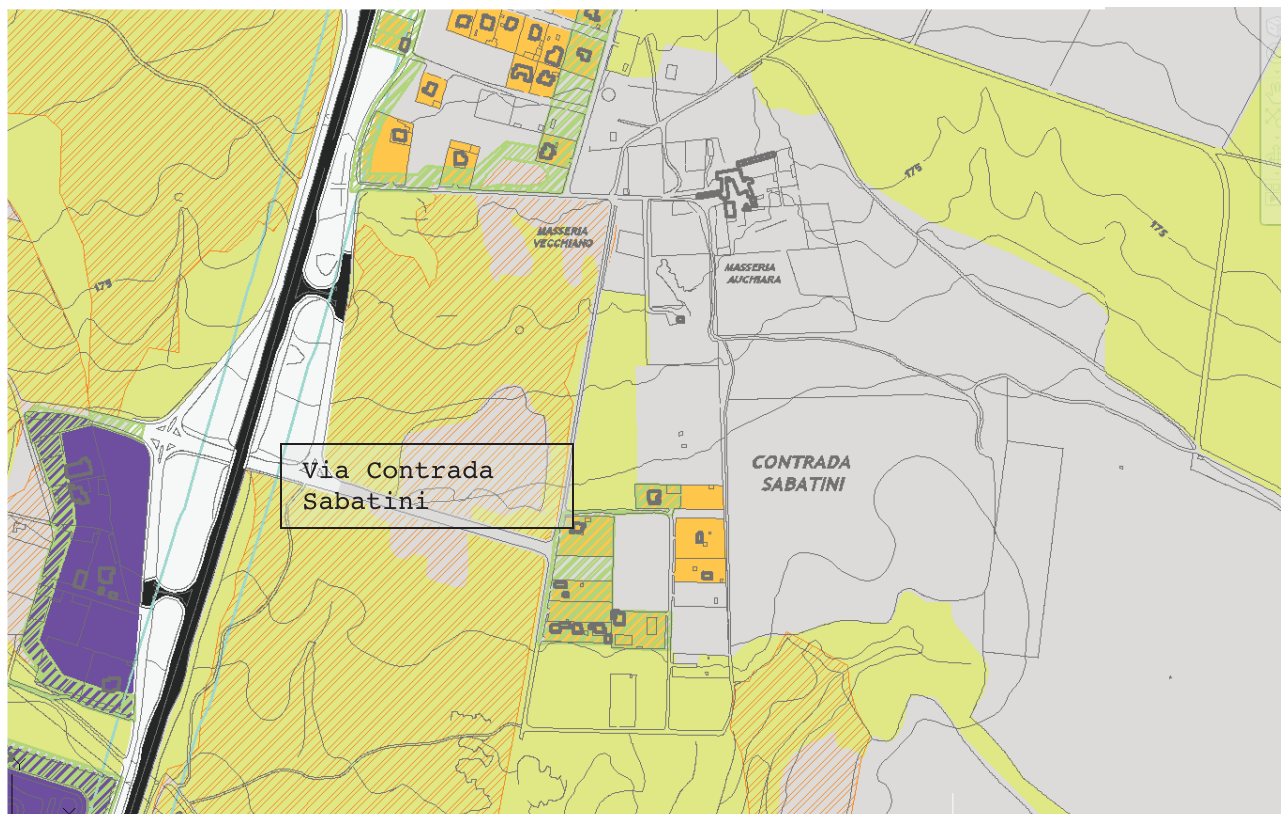 MASSERIA
VECCHIANO
175
175
MASSERIA
AUCHIARA
175
Via Contrada
Sabatini
CONTRADA
SABATINI
Y
X